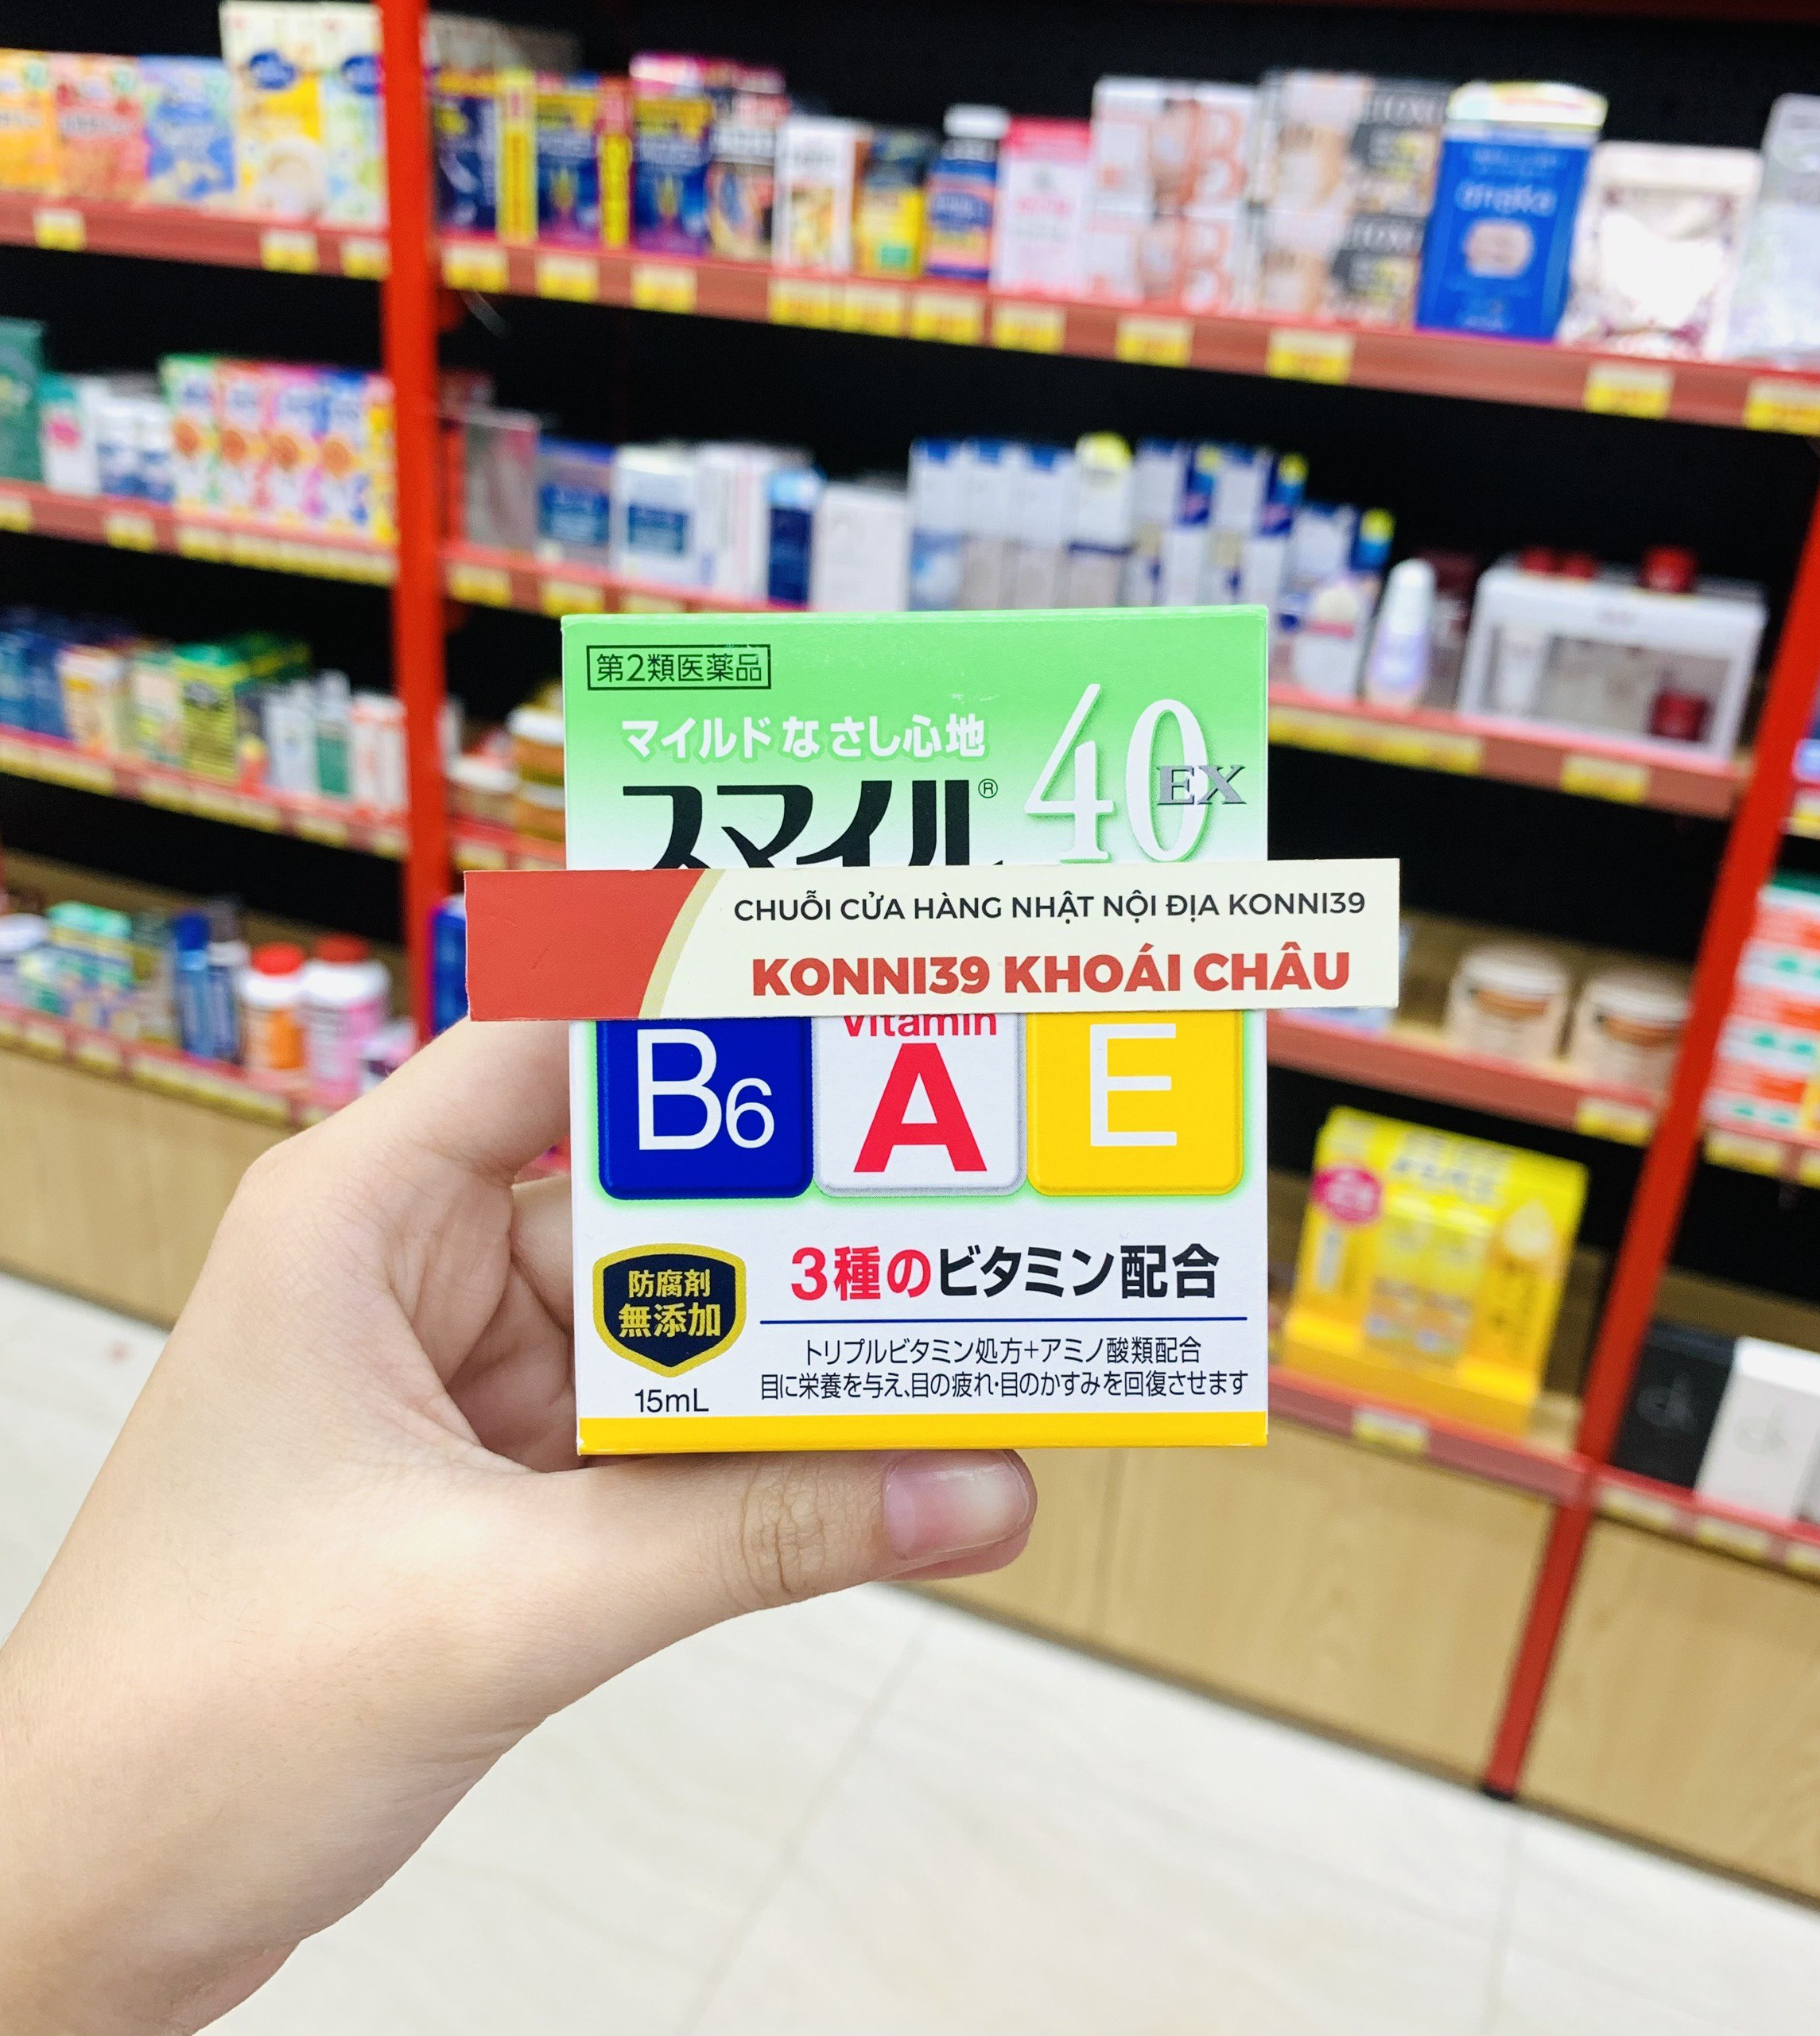 第2類医薬品
マイルドなさし心地
スマイル® 40 EX
CHUỖI CỬA HÀNG NHẬT NỘI ĐỊA KONNI39
KONNI39 KHOÁI CHÂU
vitamin
B6 A E
防腐剤
無添加
3種のビタミン配合
トリプルビタミン処方+アミノ酸類配合
目に栄養を与え、目の疲れ・目のかすみを回復させます
15mL